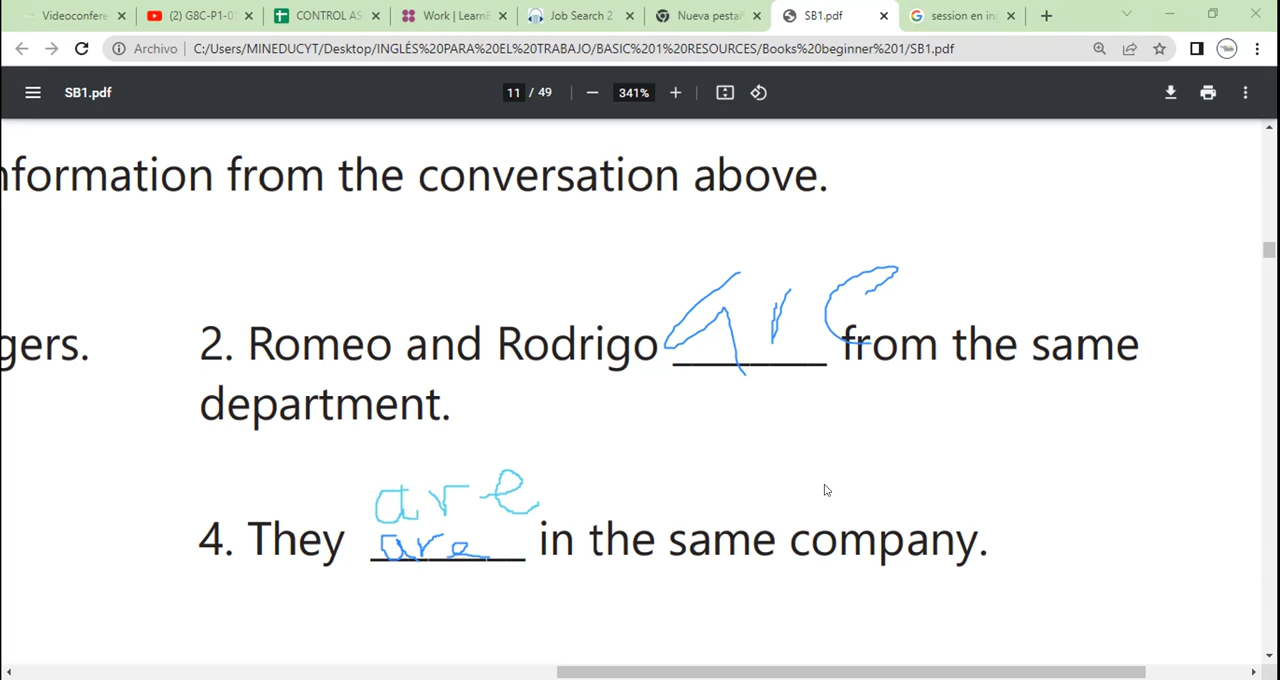 Videoconfere
(2) G8C-P1-0
CONTROL AS
Work | LearnE
Job Search 2
Nueva pestañ
SB1.pdf
session en in
Archivo
C:/Users/MINEDUCYT/Desktop/INGLÉS%20PARA%20EL%20TRABAJO/BASIC%201%20RESOURCES/Books%20beginner%201/SB1.pdf
SB1.pdf
11 / 49
341%
nformation from the conversation above.
are
gers.
2. Romeo and Rodrigo _______ from the same
department.
are
4. They are in the same company.